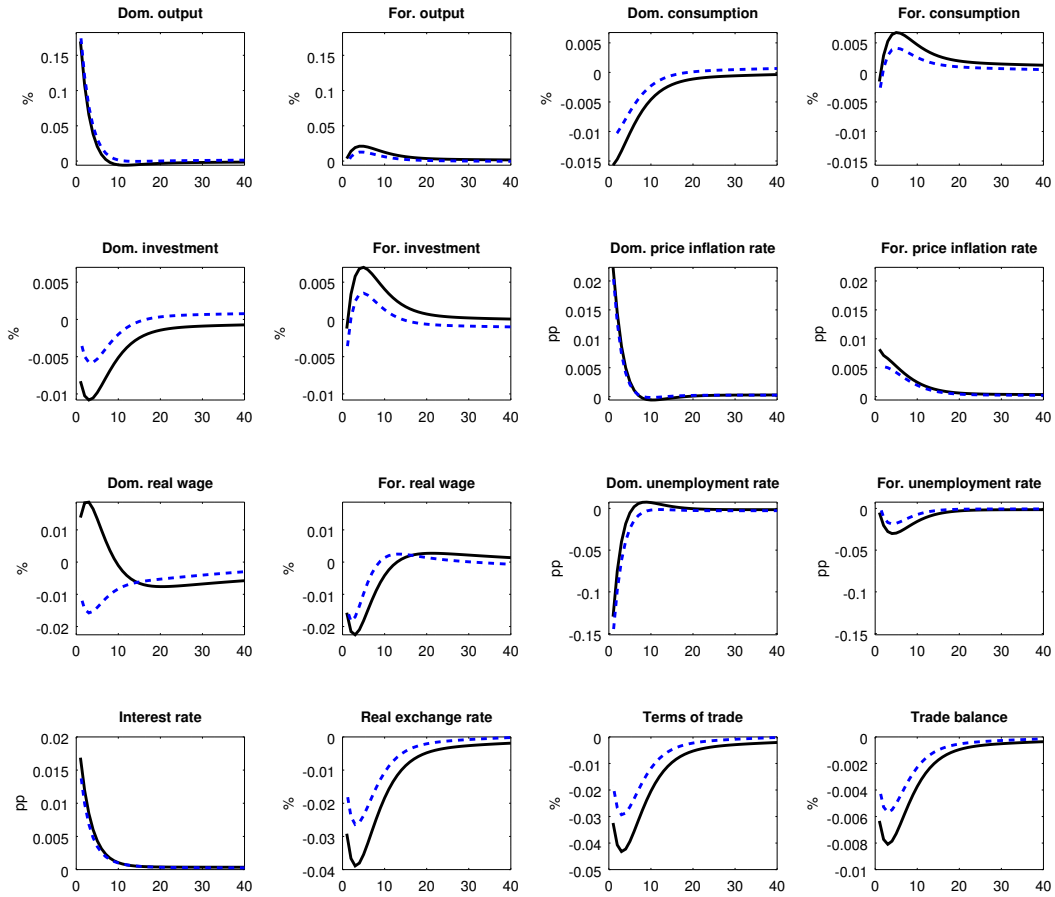 Dom. output
For. output
Dom. consumption
For. consumption
%
0.15
0.1
0.05
0
0 10 20 30 40
%
0.15
0.1
0.05
0
0 10 20 30 40
%
0.005
0
-0.005
-0.01
-0.015
0 10 20 30 40
%
0.005
0
-0.005
-0.01
-0.015
0 10 20 30 40
Dom. investment
For. investment
Dom. price inflation rate
For. price inflation rate
%
0.005
0
-0.005
-0.01
0 10 20 30 40
%
0.005
0
-0.005
-0.01
0 10 20 30 40
pp
0.02
0.015
0.01
0.005
0
0 10 20 30 40
pp
0.02
0.015
0.01
0.005
0
0 10 20 30 40
Dom. real wage
For. real wage
Dom. unemployment rate
For. unemployment rate
%
0.01
0
-0.01
-0.02
0 10 20 30 40
%
0.01
0
-0.01
-0.02
0 10 20 30 40
pp
0
-0.05
-0.1
-0.15
0 10 20 30 40
pp
0
-0.05
-0.1
-0.15
0 10 20 30 40
Interest rate
Real exchange rate
Terms of trade
Trade balance
pp
0.02
0.015
0.01
0.005
0
0 10 20 30 40
%
0
-0.01
-0.02
-0.03
-0.04
0 10 20 30 40
%
0
-0.01
-0.02
-0.03
-0.04
-0.05
0 10 20 30 40
%
0
-0.002
-0.004
-0.006
-0.008
-0.01
0 10 20 30 40